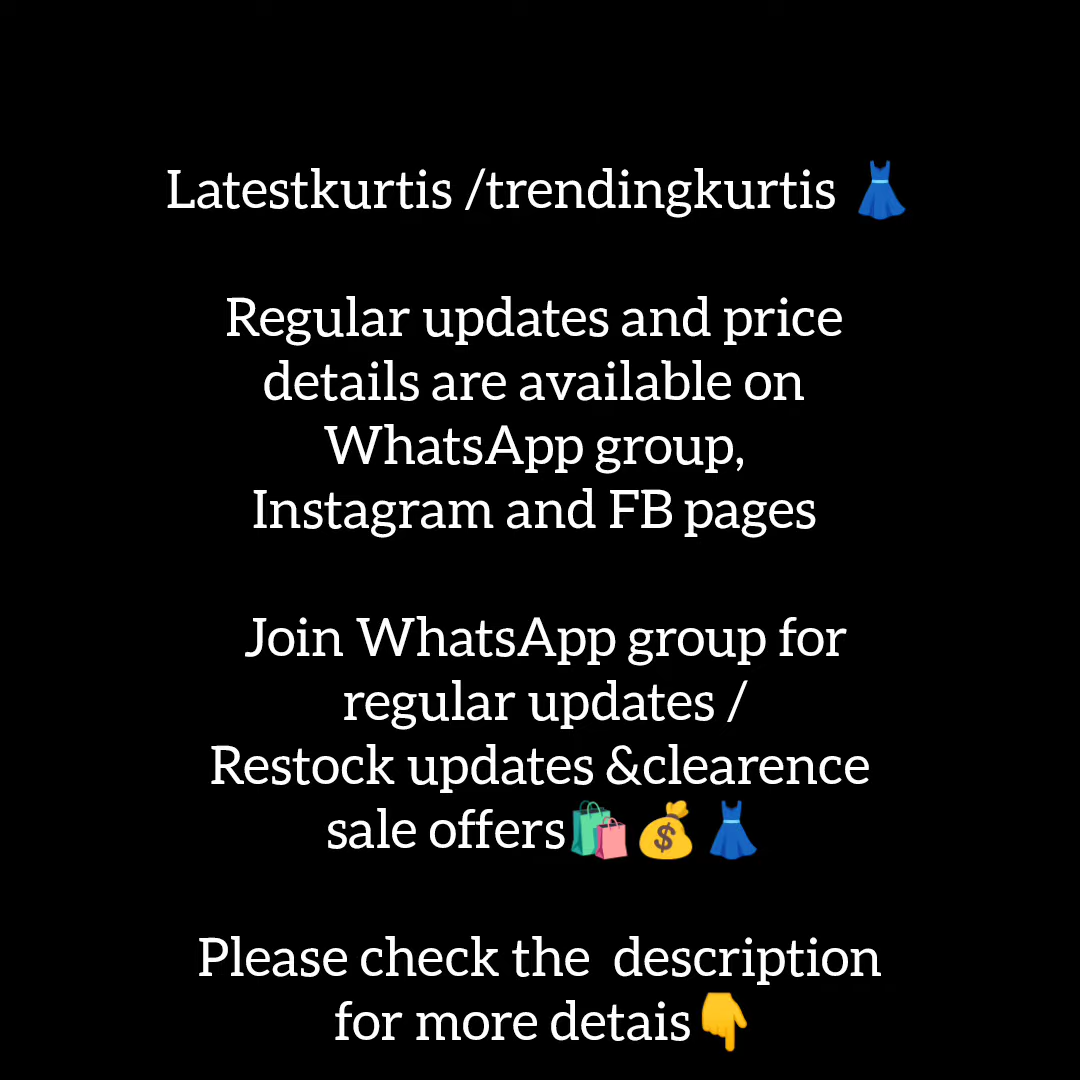 Latestkurtis /trendingkurtis 👗
Regular updates and price
details are available on
WhatsApp group,
Instagram and FB pages
Join WhatsApp group for
regular updates /
Restock updates &clearence
sale offers🛍️💰👗
Please check the  description
for more detais👇